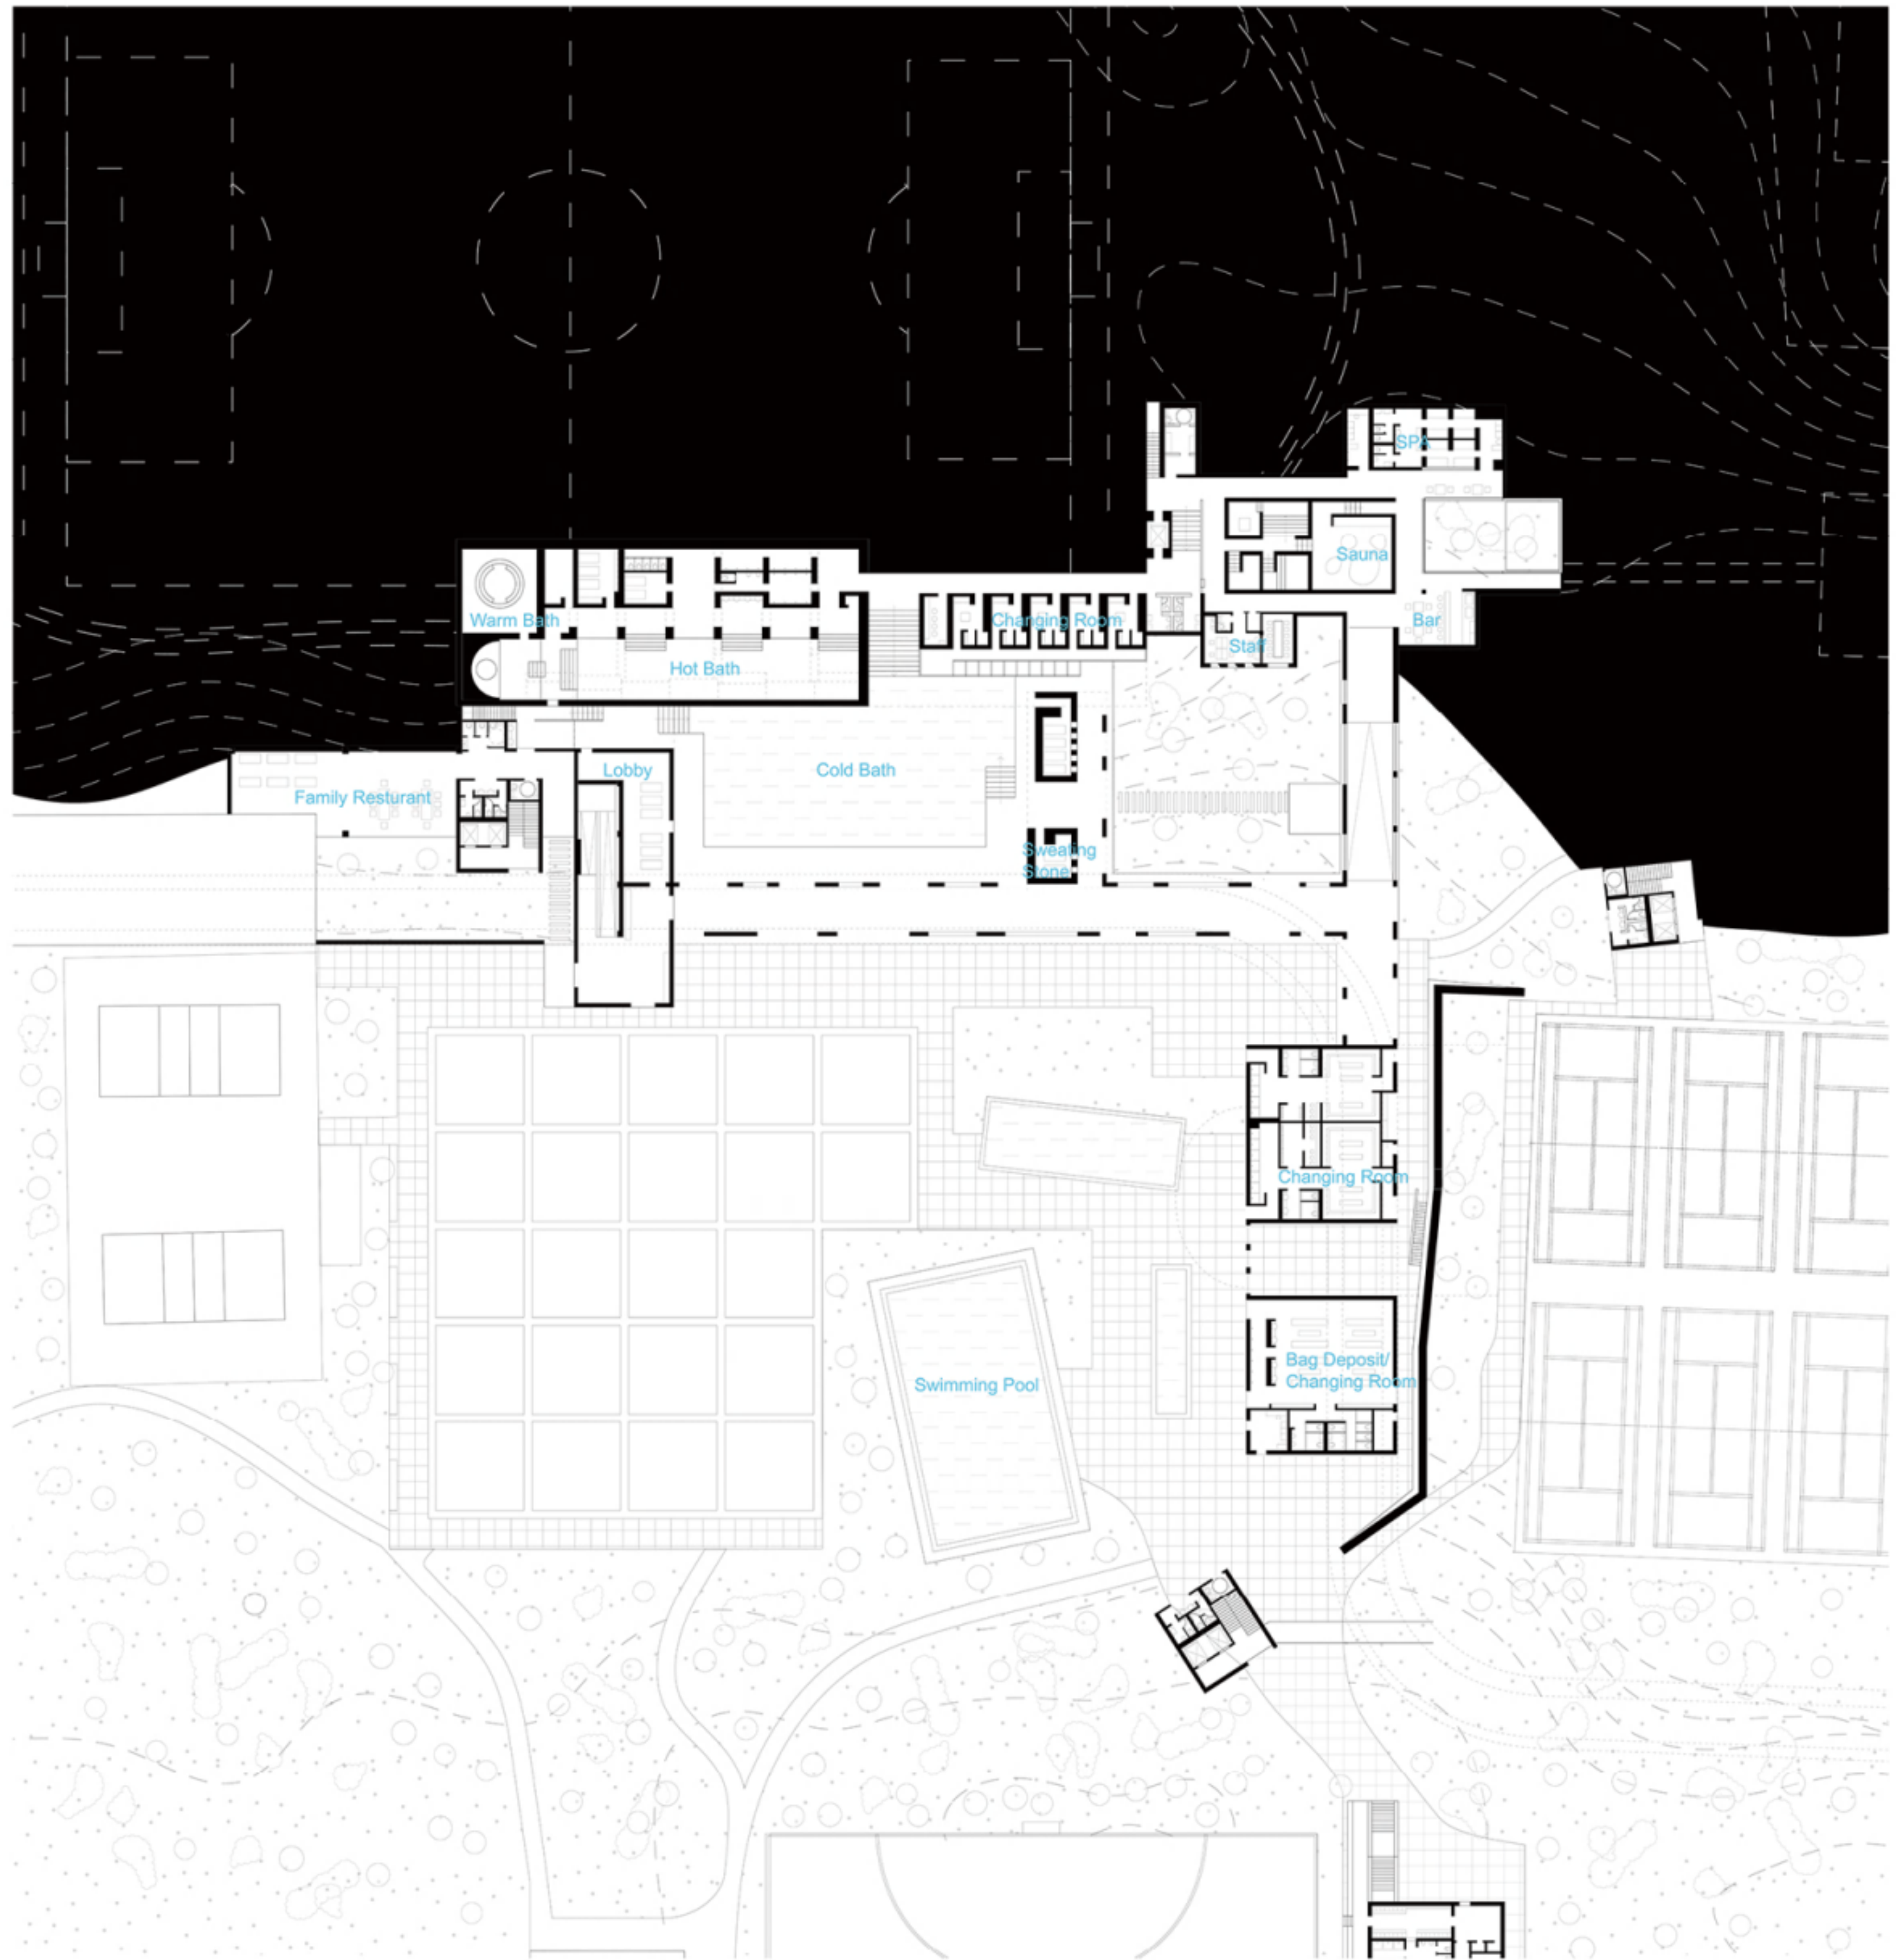 SPA
Sauna
Warm Bath
Changing Room
Bar
Staff
Hot Bath
Lobby
Cold Bath
Family Resturant
Sweating
Stone
Changing Room
Bag Deposit/
Changing Room
Swimming Pool